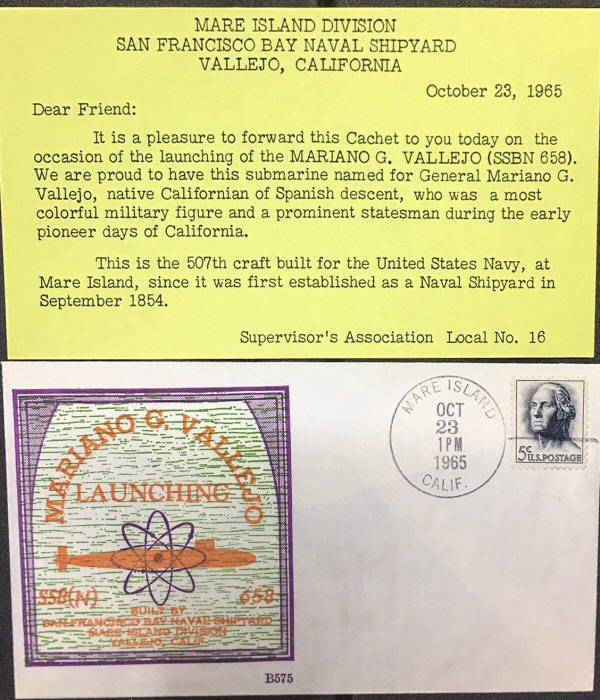 MARE ISLAND DIVISION
SAN FRANCISCO BAY NAVAL SHIPYARD
VALLEJO, CALIFORNIA
October 23, 1965
Dear Friend:
It is a pleasure to forward this Cachet to you today on the
occasion of the launching of the MARIANO G. VALLEJO (SSBN 658).
We are proud to have this submarine named for General Mariano G.
Vallejo, native Californian of Spanish descent, who was a most
colorful military figure and a prominent statesman during the early
pioneer days of California.
This is the 507th craft built for the United States Navy, at
Mare Island, since it was first established as a Naval Shipyard in
September 1854.
Supervisor's Association Local No. 16
MARE ISLAND
OCT
23
1PM
1965
CALIF.
5c U.S. POSTAGE
MARIANO G. VALLEJO
LAUNCHING
SSB(N) 658
BUILT BY
SAN FRANCISCO BAY NAVAL SHIPYARD
MARE ISLAND DIVISION
VALLEJO, CALIF.
B575